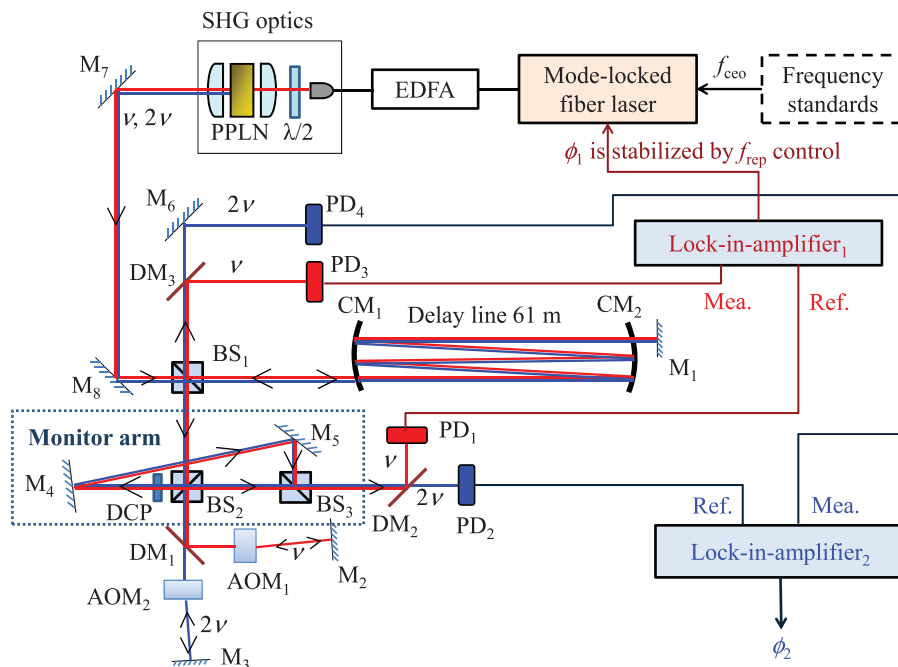 SHG optics
M7
ν, 2ν
PPLN
λ/2
EDFA
Mode-locked
fiber laser
fceo
Frequency
standards
ϕ1 is stabilized by frep control
M6
2ν
PD4
DM3
ν
PD3
Lock-in-amplifier1
Mea.
Ref.
CM1
Delay line 61 m
CM2
M1
BS1
M8
Monitor arm
M5
PD1
M4
ν
2ν
DCP
BS2
BS3
DM2
PD2
Ref.
Mea.
DM1
AOM1
ν
M2
Lock-in-amplifier2
AOM2
2ν
M3
ϕ2